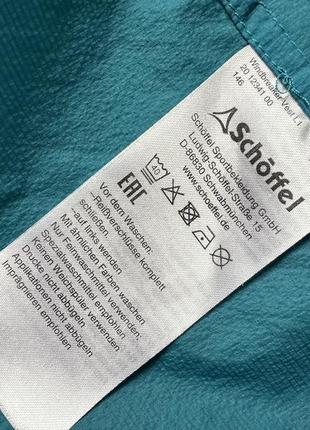 Windbreaker Vest L1
20 12341 00
146
Schöffel
Schöffel Sportbekleidung GmbH
Ludwig-Schöffel-Straße 15
D-86830 Schwabmünchen
www.schoeffel.de
40
EAC
Vor dem Waschen:
-Reißverschlüsse komplett
schließen
-auf links wenden
Mit ähnlichen Farben waschen
Nur Feinwaschmittel oder
Spezialwaschmittel empfohlen
Keinen Weichspüler verwenden
Drucke nicht abbügeln
Applikationen nicht abbügeln
Imprägnieren empfohlen